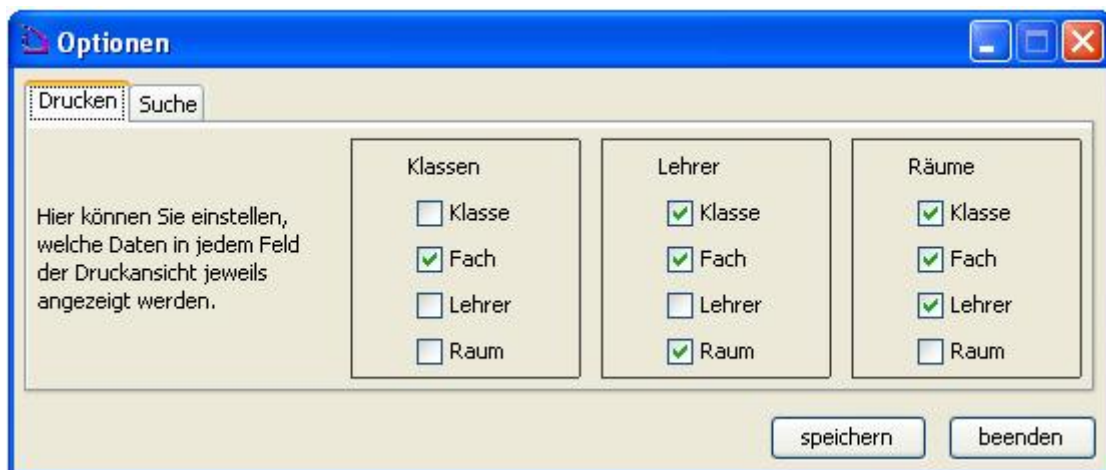 Optionen
Drucken
Suche
Hier können Sie einstellen,
welche Daten in jedem Feld
der Druckansicht jeweils
angezeigt werden.
Klassen
Klasse
Fach
Lehrer
Raum
Lehrer
Klasse
Fach
Lehrer
Raum
Räume
Klasse
Fach
Lehrer
Raum
speichern
beenden